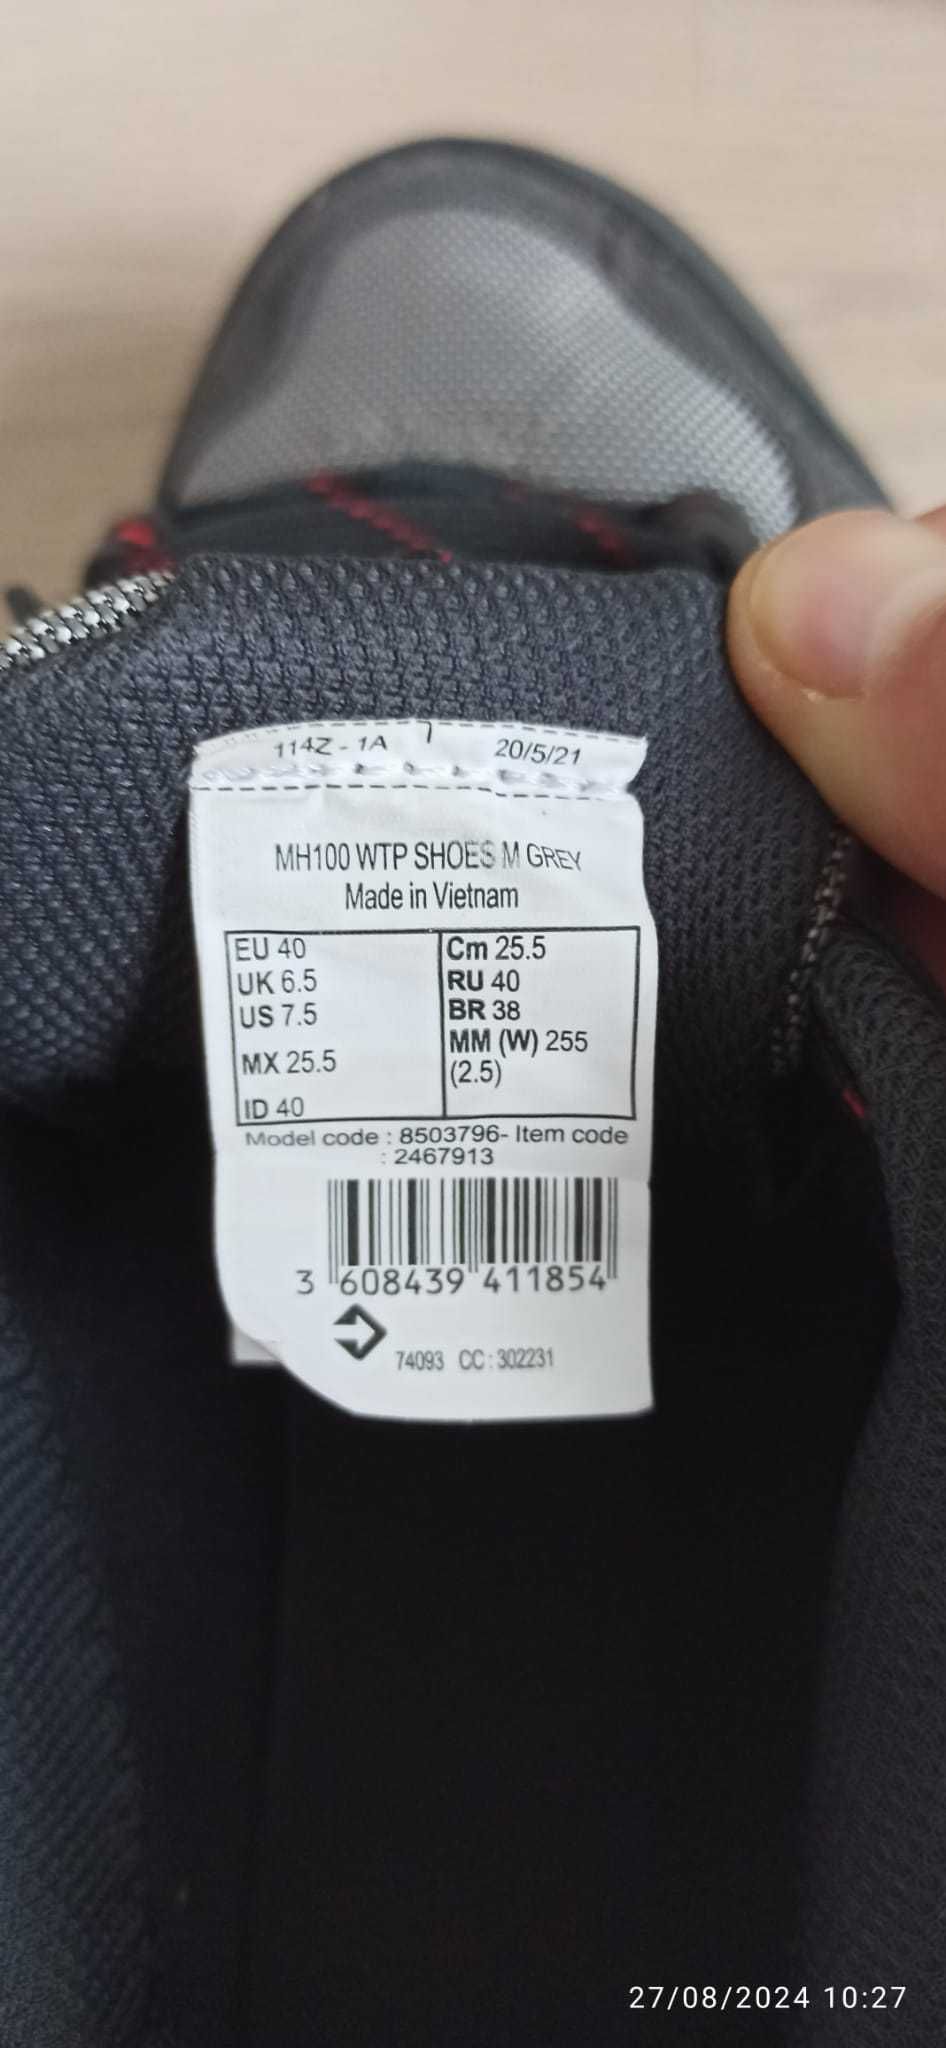 114Z - 1A 20/5/21
MH100 WTP SHOES M GREY
Made in Vietnam
EU 40
UK 6.5
US 7.5
MX 25.5
ID 40
Cm 25.5
RU 40
BR 38
MM (W) 255
(2.5)
Model code : 8503796- Item code
: 2467913
3 608439 411854
74093 CC : 302231
27/08/2024 10:27